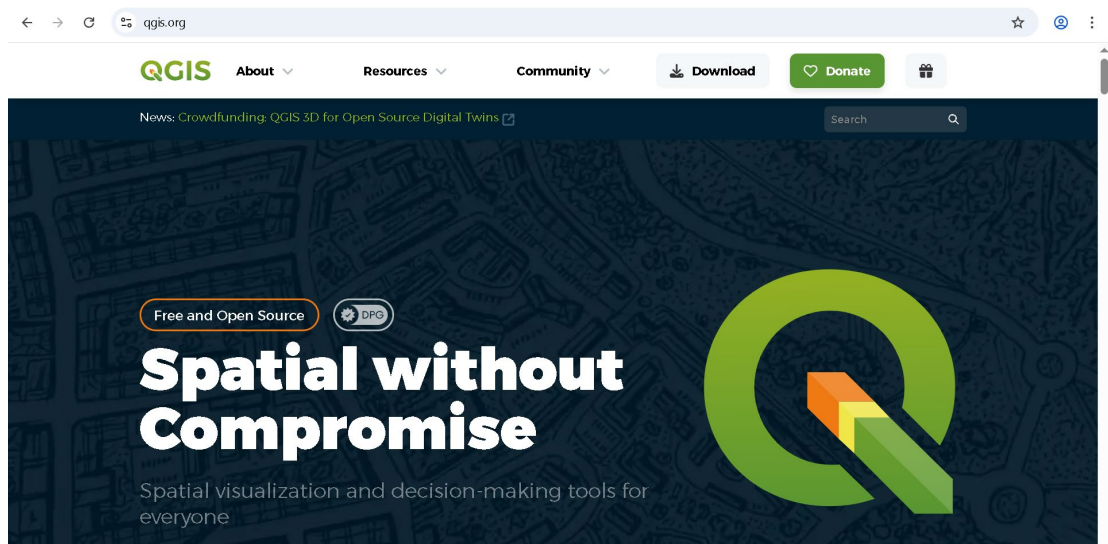 qgis.org
QGIS About Resources Community Download Donate
News: Crowdfunding: QGIS 3D for Open Source Digital Twins Search
Free and Open Source DPG
Spatial without
Compromise
Spatial visualization and decision-making tools for
everyone